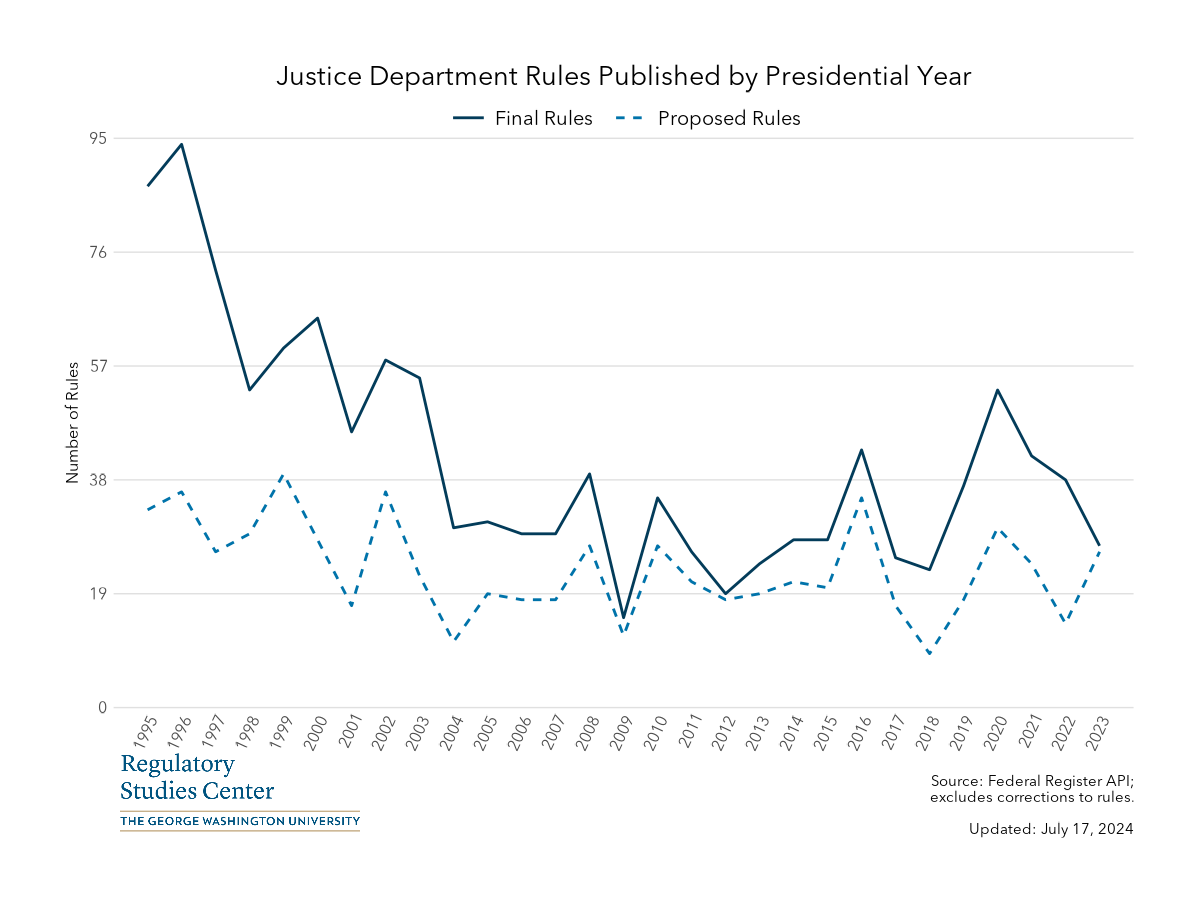 Justice Department Rules Published by Presidential Year
Final Rules Proposed Rules
95
76
57
38
19
0
Number of Rules
1995 1996 1997 1998 1999 2000 2001 2002 2003 2004 2005 2006 2007 2008 2009 2010 2011 2012 2013 2014 2015 2016 2017 2018 2019 2020 2021 2022 2023
Regulatory
Studies Center
THE GEORGE WASHINGTON UNIVERSITY
Source: Federal Register API;
excludes corrections to rules.
Updated: July 17, 2024